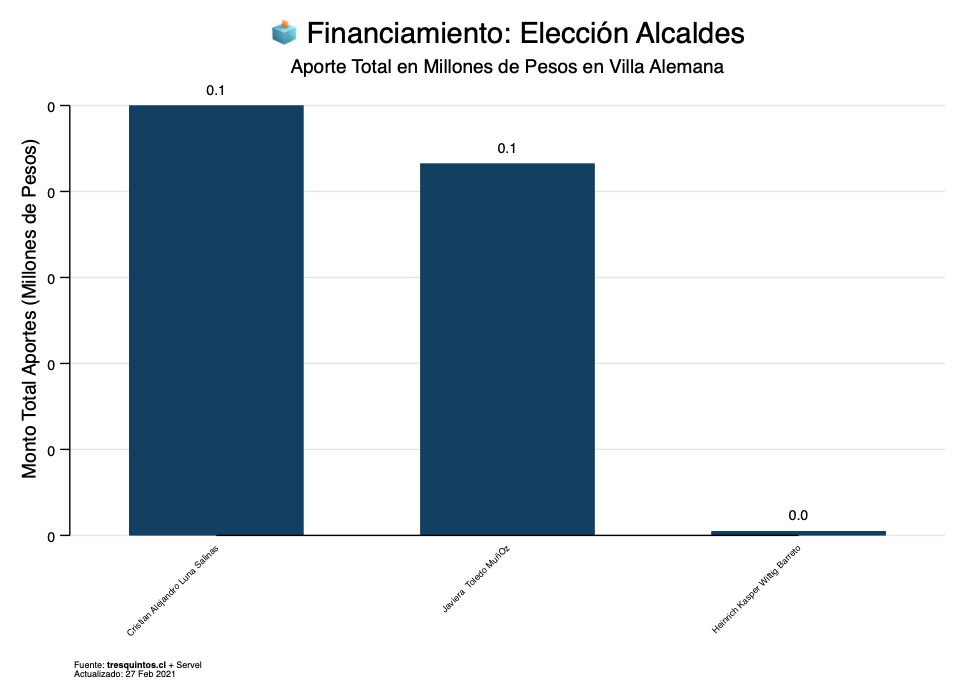 🗳️ Financiamiento: Elección Alcaldes
Aporte Total en Millones de Pesos en Villa Alemana
Monto Total Aportes (Millones de Pesos)
0
0
0
0
0
0
0.1
0.1
0.0
Cristian Alejandro Luna Salinas
Javiera Toledo MuñOz
Heinrich Kasper Wittig Barreto
Fuente: tresquintos.cl + Servel
Actualizado: 27 Feb 2021